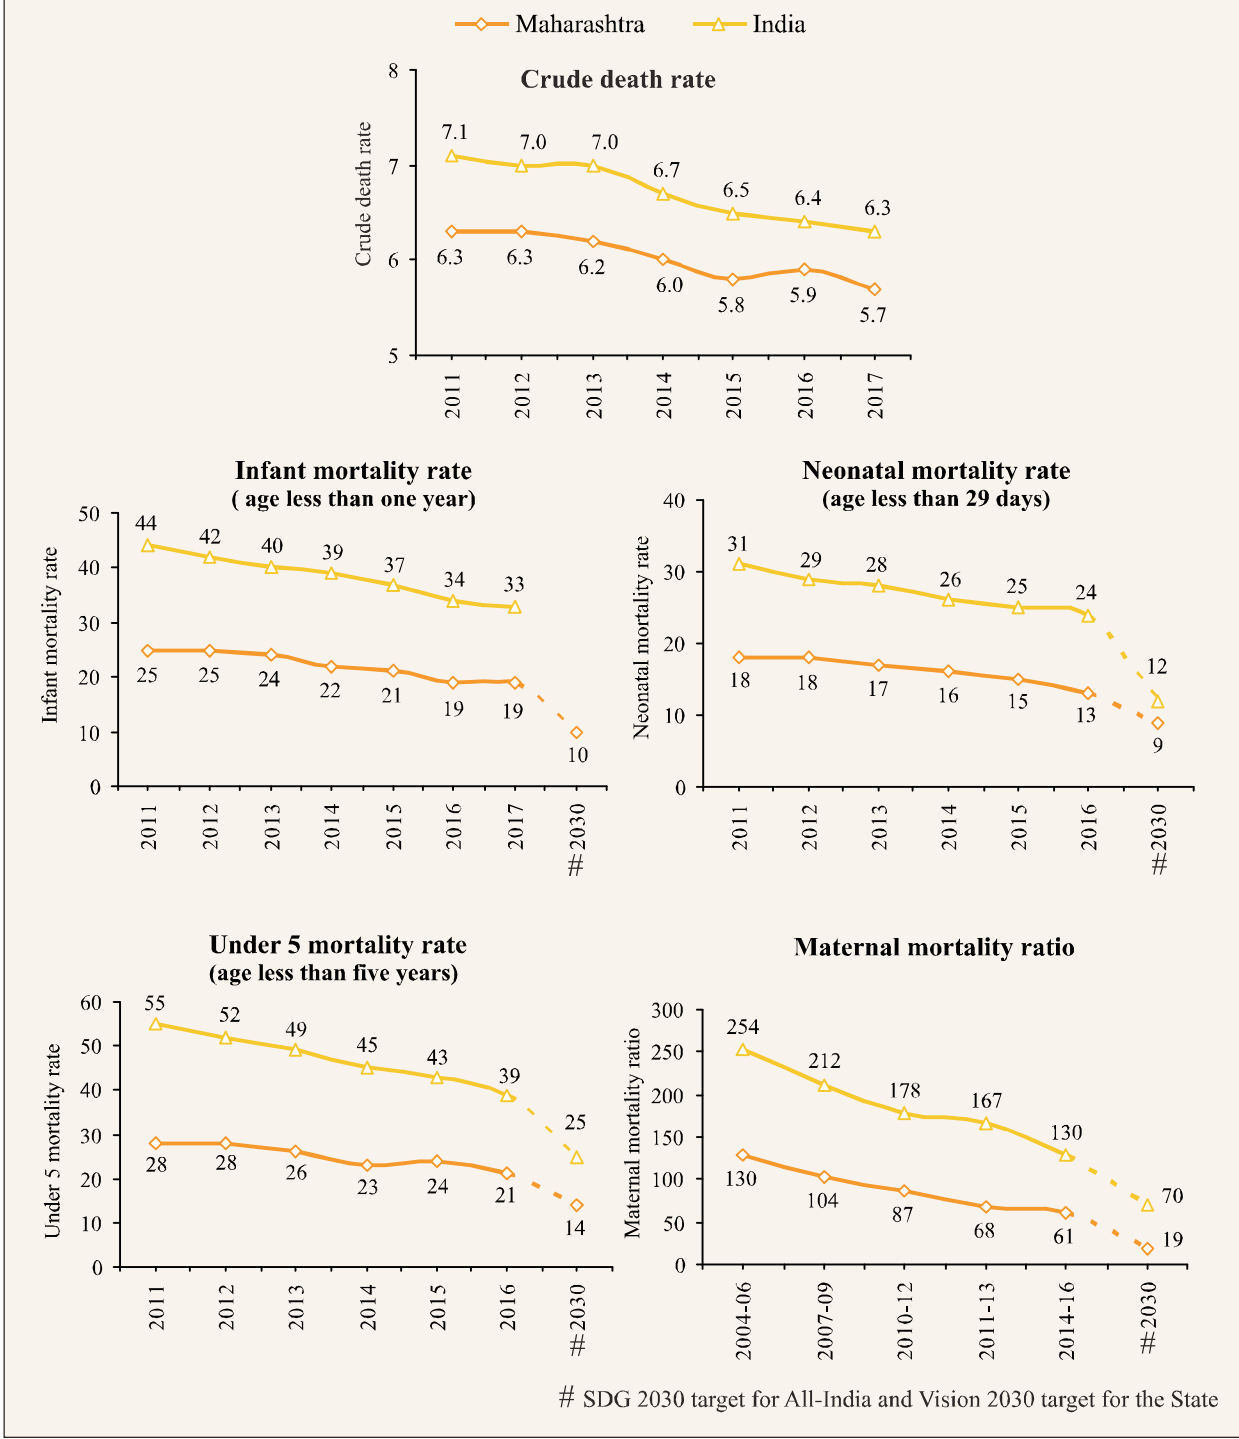 Maharashtra India
Crude death rate
Crude death rate
8
7
6
5
7.1 7.0 7.0 6.7 6.5 6.4 6.3
6.3 6.3 6.2 6.0 5.8 5.9 5.7
2011 2012 2013 2014 2015 2016 2017
Infant mortality rate
( age less than one year)
Infant mortality rate
50
40
30
20
10
0
44 42 40 39 37 34 33
25 25 24 22 21 19 19 10
2011 2012 2013 2014 2015 2016 2017 #2030
Neonatal mortality rate
(age less than 29 days)
Neonatal mortality rate
40
30
20
10
0
31 29 28 26 25 24 12
18 18 17 16 15 13 9
2011 2012 2013 2014 2015 2016 #2030
Under 5 mortality rate
(age less than five years)
Under 5 mortality rate
60
50
40
30
20
10
0
55 52 49 45 43 39 25
28 28 26 23 24 21 14
2011 2012 2013 2014 2015 2016 #2030
Maternal mortality ratio
Maternal mortality ratio
300
250
200
150
100
50
0
254 212 178 167 130 70
130 104 87 68 61 19
2004-06 2007-09 2010-12 2011-13 2014-16 #2030
# SDG 2030 target for All-India and Vision 2030 target for the State